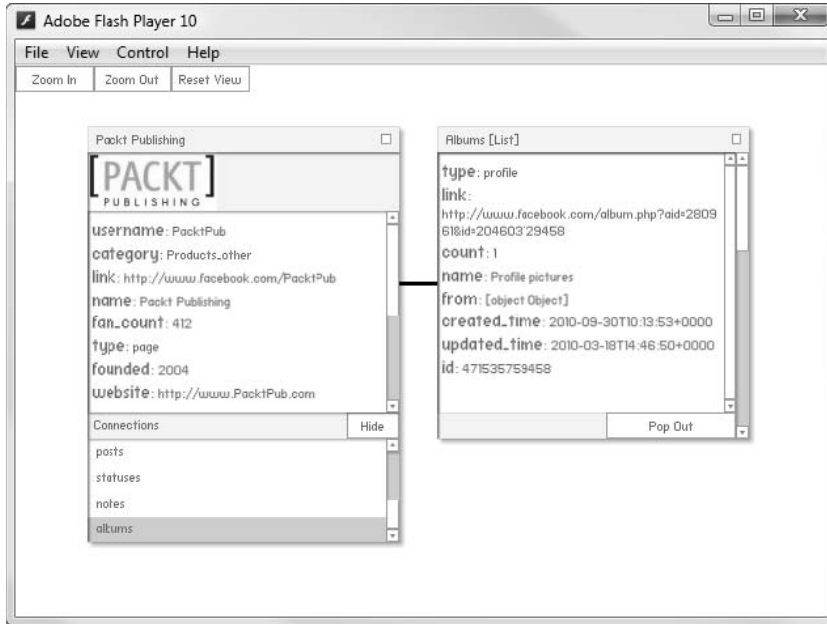 Adobe Flash Player 10
File View Control Help
Zoom In Zoom Out Reset View
Packt Publishing
[PACKT]
PUBLISHING
username: PacktPub
category: Products_other
link: http://www.facebook.com/PacktPub
name: Packt Publishing
fan_count: 412
type: page
founded: 2004
website: http://www.PacktPub.com
Connections Hide
posts
statuses
notes
albums
Albums [List]
type: profile
link:
http://www.facebook.com/album.php?aid=2809
61&id=204603129458
count: 1
name: Profile pictures
from: [object Object]
created_time: 2010-09-30T10:13:53+0000
updated_time: 2010-03-18T14:46:50+0000
id: 471535759458
Pop Out